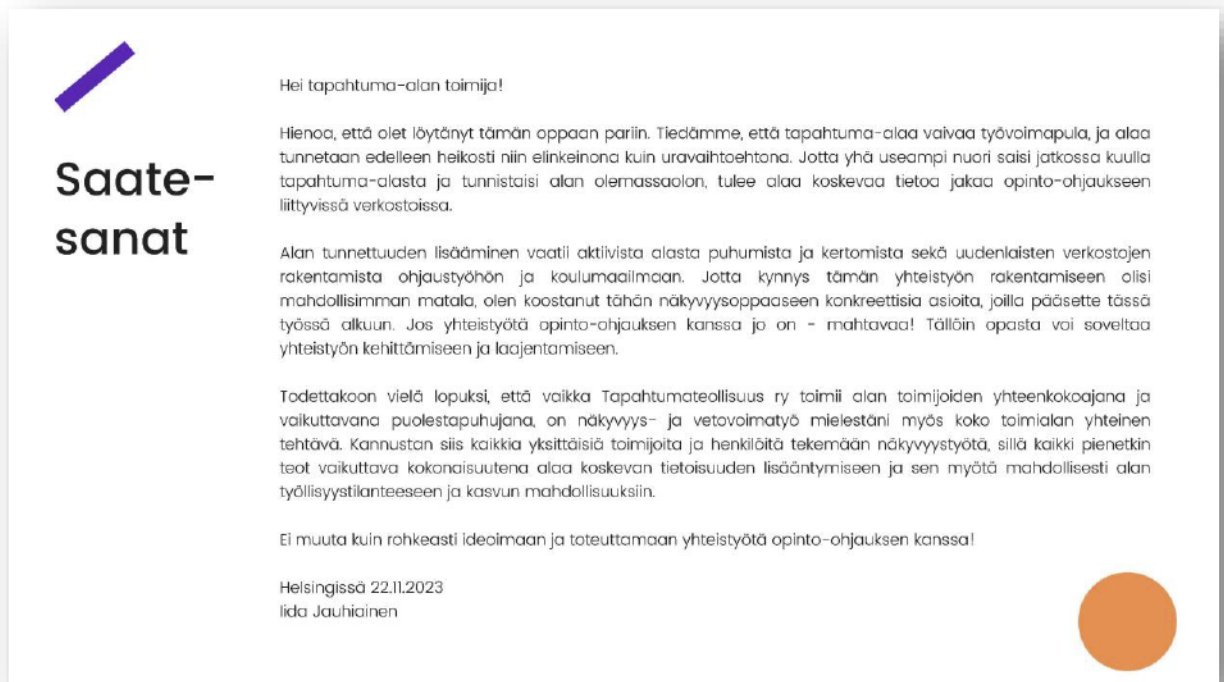 Saate-
sanat
Hei tapahtuma-alan toimija!
Hienoa, että olet löytänyt tämän oppaan pariin. Tiedämme, että tapahtuma-alaa vaivaa työvoimapula, ja alaa
tunnetaan edelleen heikosti niin elinkeinona kuin uravaihtoehtona. Jotta yhä useampi nuori saisi jatkossa kuulla
tapahtuma-alasta ja tunnistaisi alan olemassaolon, tulee alaa koskevaa tietoa jakaa opinto-ohjaukseen
liittyvissä verkostoissa.
Alan tunnettuuden lisääminen vaatii aktiivista alasta puhumista ja kertomista sekä uudenlaisten verkostojen
rakentamista ohjaustyöhön ja koulumaailmaan. Jotta kynnys tämän yhteistyön rakentamiseen olisi
mahdollisimman matala, olen koostanut tähän näkyvyysoppaaseen konkreettisia asioita, joilla pääsette tässä
työssä alkuun. Jos yhteistyötä opinto-ohjauksen kanssa jo on - mahtavaa! Tällöin opasta voi soveltaa
yhteistyön kehittämiseen ja laajentamiseen.
Todettakoon vielä lopuksi, että vaikka Tapahtumateollisuus ry toimii alan toimijoiden yhteenkokoajana ja
vaikuttavana puolestapuhujana, on näkyvyys- ja vetovoimatyö mielestäni myös koko toimialan yhteinen
tehtävä. Kannustan siis kaikkia yksittäisiä toimijoita ja henkilöitä tekemään näkyvyystyötä, sillä kaikki pienetkin
teot vaikuttava kokonaisuutena alaa koskevan tietoisuuden lisääntymiseen ja sen myötä mahdollisesti alan
työllisyystilanteeseen ja kasvun mahdollisuuksiin.
Ei muuta kuin rohkeasti ideoimaan ja toteuttamaan yhteistyötä opinto-ohjauksen kanssa!
Helsingissä 22.11.2023
Iida Jauhiainen